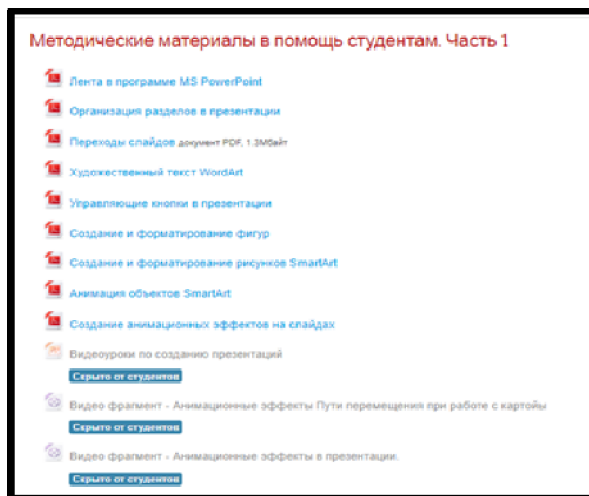 Методические материалы в помощь студентам. Часть 1
Лента в программе MS PowerPoint
Организация разделов в презентации
Переходы слайдов документ PDF, 1.3Мбайт
Художественный текст WordArt
Управляющие кнопки в презентации
Создание и форматирование фигур
Создание и форматирование рисунков SmartArt
Анимация объектов SmartArt
Создание анимационных эффектов на слайдах
Видеоуроки по созданию презентаций
Скрыто от студентов
Видео фрагмент - Анимационные эффекты Пути перемещения при работе с картой
Скрыто от студентов
Видео фрагмент - Анимационные эффекты в презентации.
Скрыто от студентов